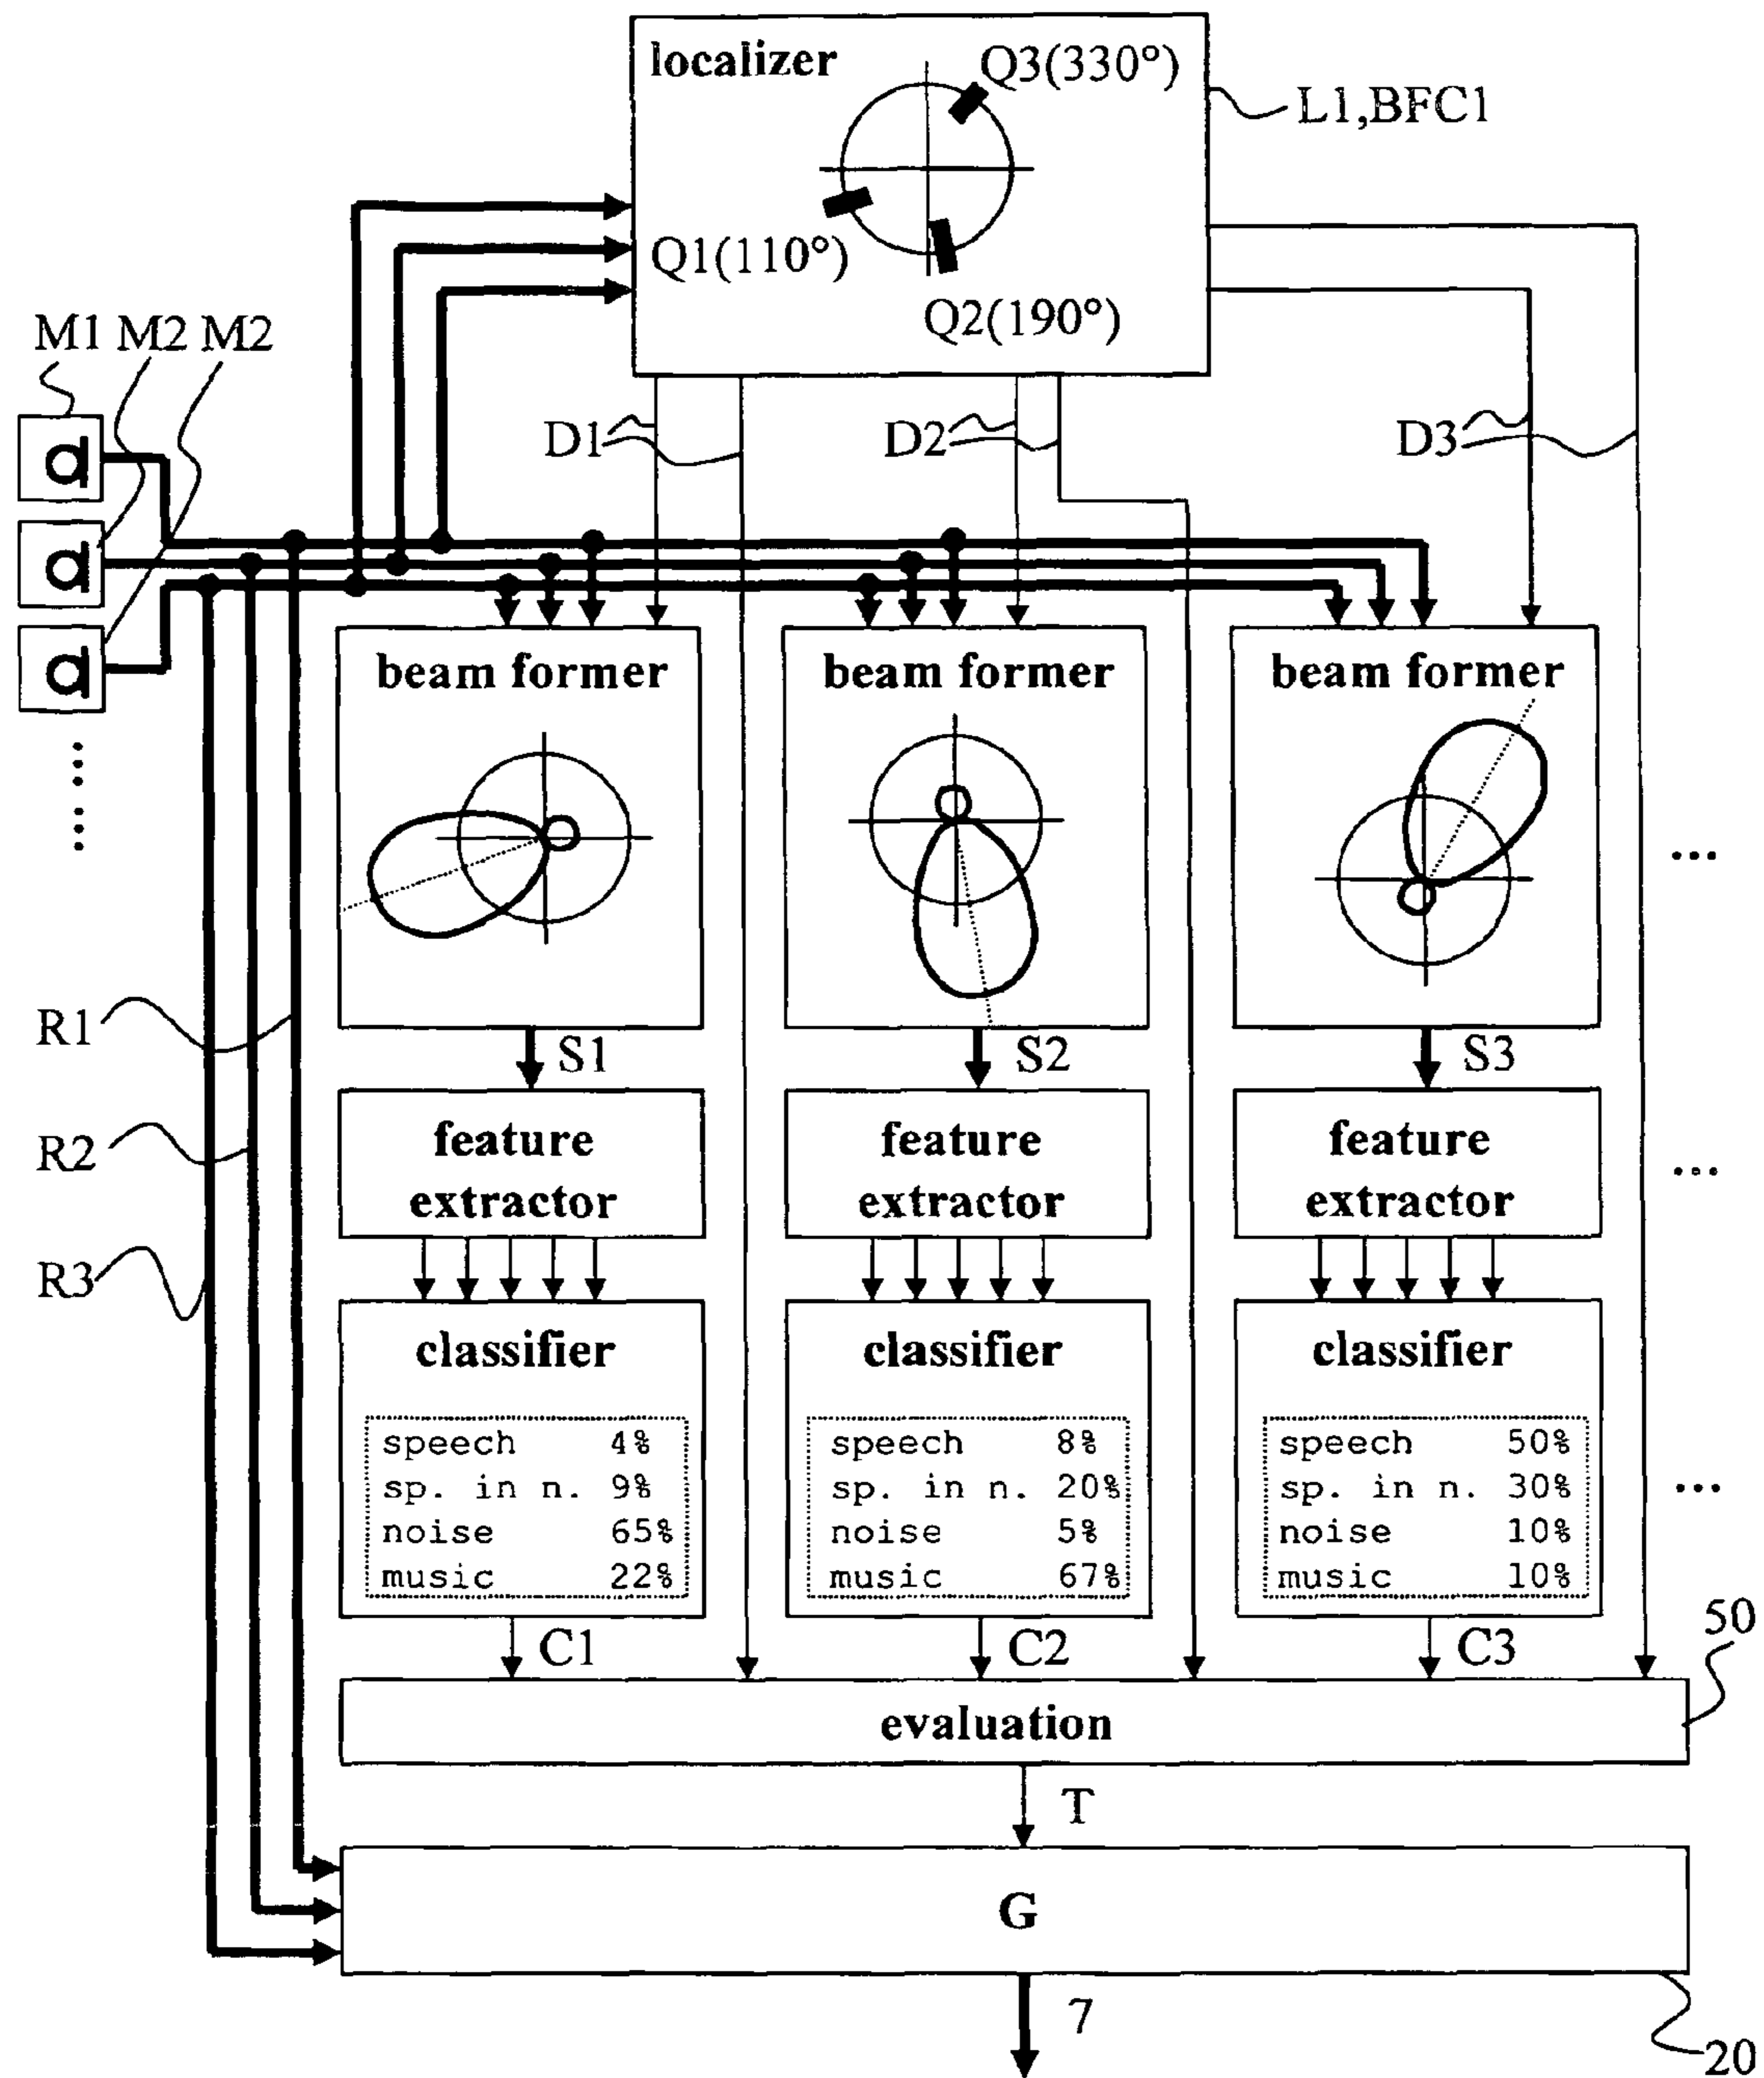 localizer
Q3(330°)
L1,BFC1
Q1(110°)
Q2(190°)
M1 M2 M2
D1
D2
D3
beam former
beam former
beam former
...
R1
S1
S2
S3
R2
feature extractor
feature extractor
feature extractor
...
R3
classifier
speech 4%
sp. in n. 9%
noise 65%
music 22%
classifier
speech 8%
sp. in n. 20%
noise 5%
music 67%
classifier
speech 50%
sp. in n. 30%
noise 10%
music 10%
...
C1
C2
C3
50
evaluation
T
G
7
20